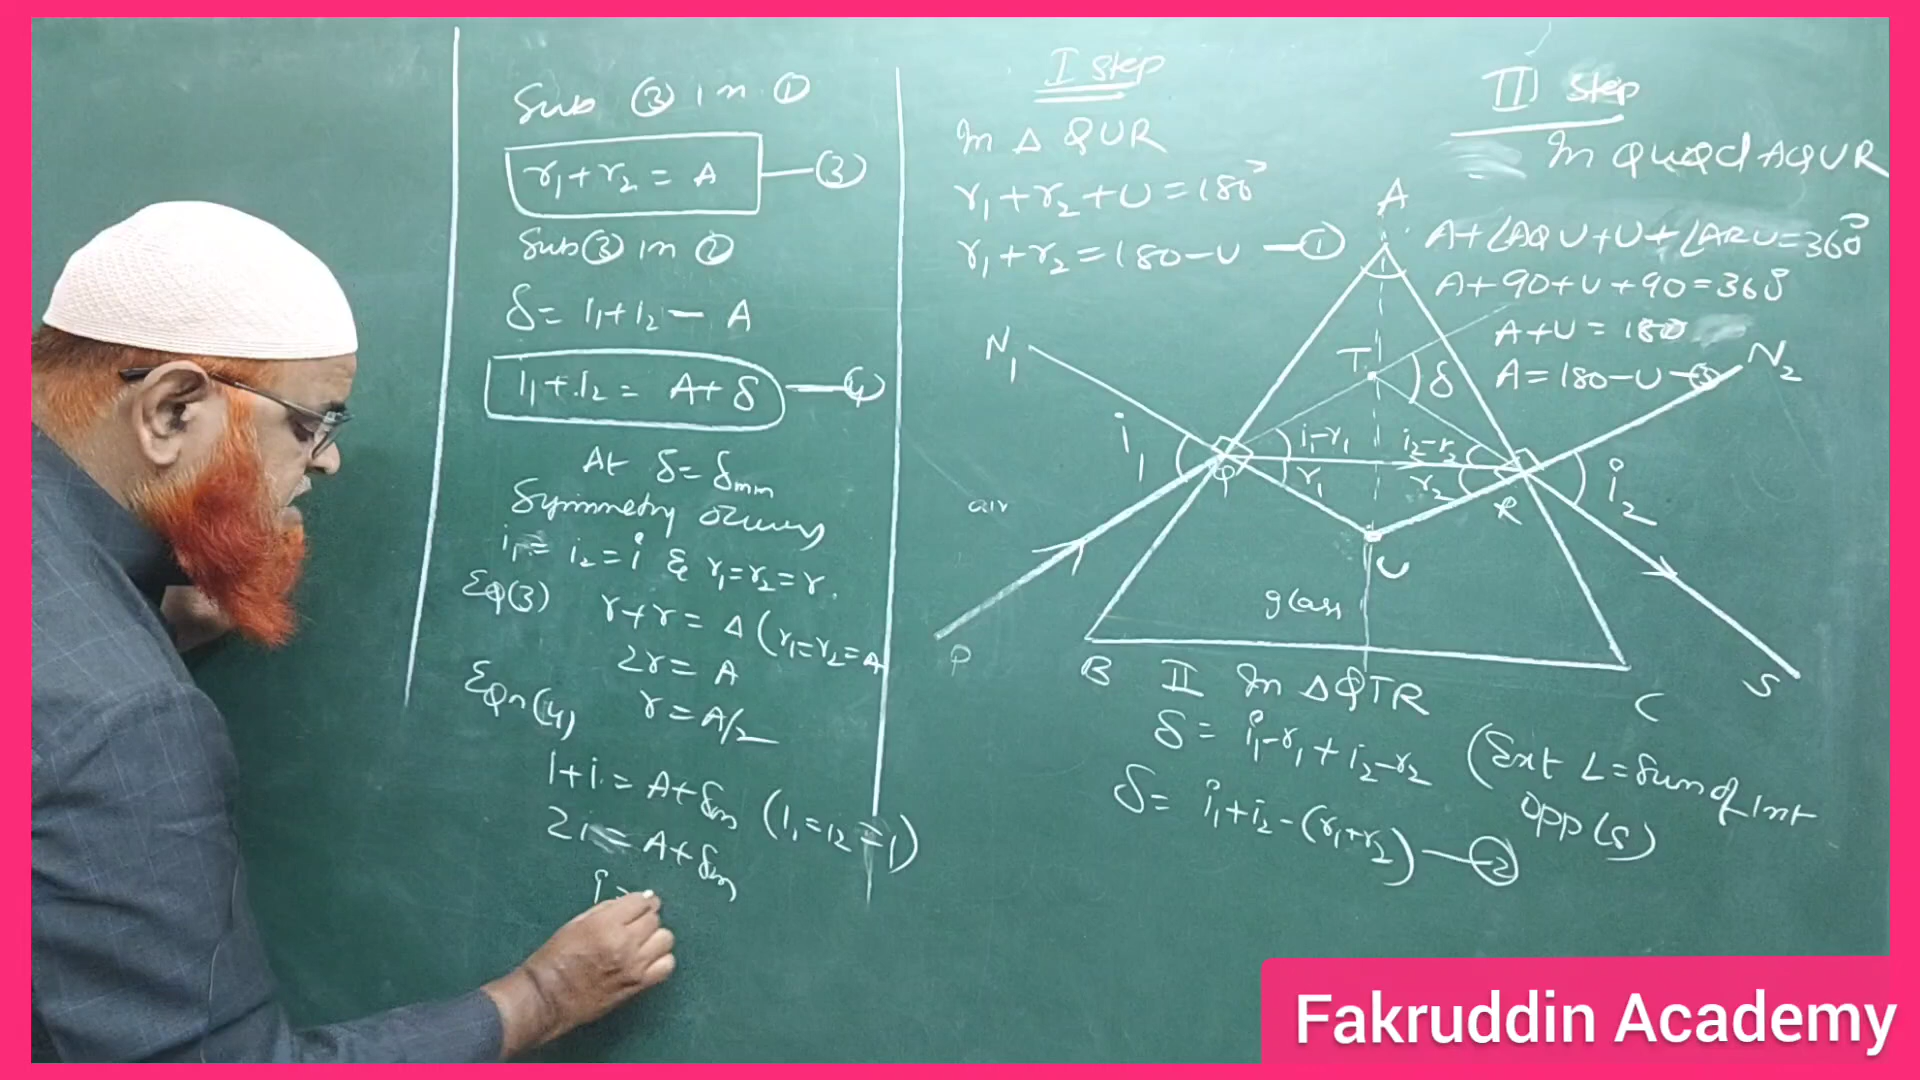 Sub ③ in ①
r₁+r₂ = A —③
Sub③ in ②
δ = i₁+i₂ − A
i₁+i₂ = A+δ —④
At δ = δmm
Symmetry occurs
i₁ = i₂ = i & r₁=r₂=r.
Eq(3) r+r = A (r₁=r₂=A
2r = A
r = A/2
Eqn(4)
i+i = A+δm (i₁=i₂=i)
2i = A+δm
i =
I step
In Δ QUR
r₁+r₂+U=180°
r₁+r₂=180−U —①
II step
In Quad AQUR
A+∠AQU+U+∠ARU=360°
A+90+U+90=360°
A+U=180
A=180−U—③
A
N₁
N₂
T
δ
i₁
i₁−r₁
i₂−r₂
r₁
r₂
i₂
Q
R
air
U
glass
P
B
C
S
II In ΔQTR
δ= i₁−r₁+i₂−r₂ (Ext ∠=Sum of Int
opp ∠s)
δ= i₁+i₂−(r₁+r₂) —②
Fakruddin Academy